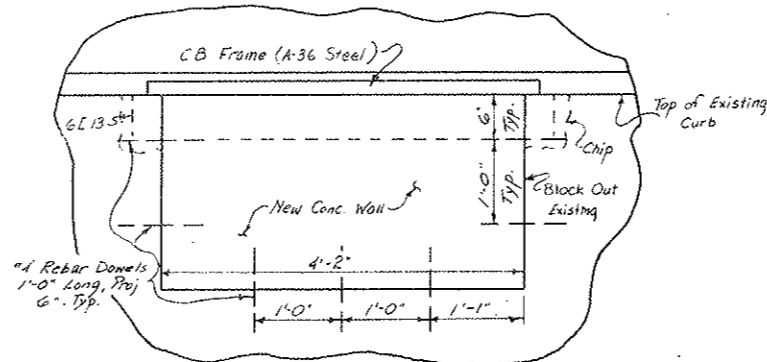 CB Frame (A-36 Steel)
6"
Typ.
Top of Existing
Curb
Chip
1'-0"
Typ.
Block Out
Existing
New Conc. Wall
#4 Rebar Dowels
1'-0" Long, Proj
6". Typ.
4'-2"
1'-0"
1'-0"
1'-1"